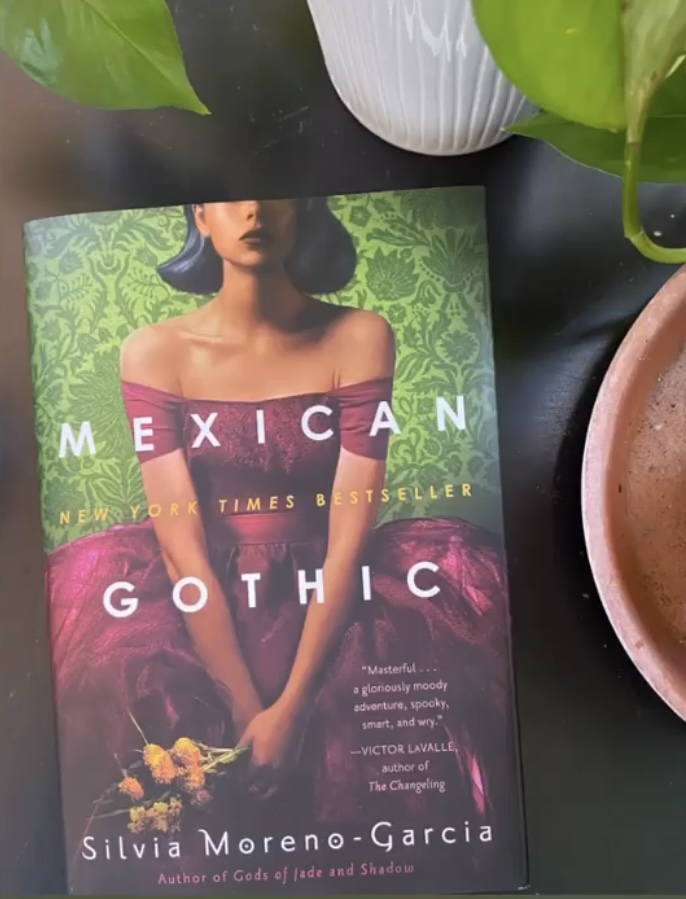 MEXICAN
NEW YORK TIMES BESTSELLER
GOTHIC
“Masterful . . .
a gloriously moody
adventure, spooky,
smart, and wry.”
—VICTOR LAVALLE,
author of
The Changeling
Silvia Moreno-Garcia
Author of Gods of Jade and Shadow